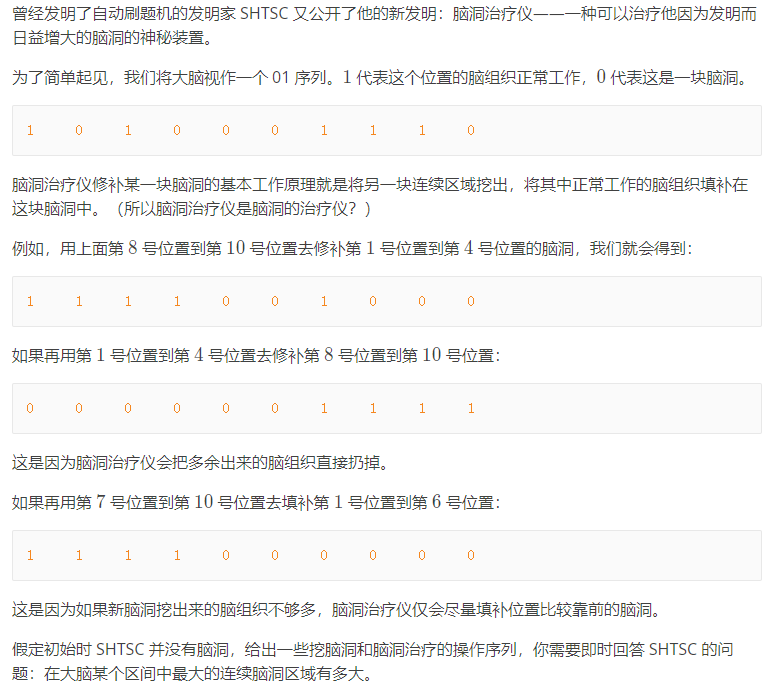 曾经发明了自动刷题机的发明家 SHTSC 又公开了他的新发明：脑洞治疗仪——一种可以治疗他因为发明而
日益增大的脑洞的神秘装置。
为了简单起见，我们将大脑视作一个 01 序列。1 代表这个位置的脑组织正常工作，0 代表这是一块脑洞。
1 0 1 0 0 0 1 1 1 0
脑洞治疗仪修补某一块脑洞的基本工作原理就是将另一块连续区域挖出，将其中正常工作的脑组织填补在
这块脑洞中。（所以脑洞治疗仪是脑洞的治疗仪？）
例如，用上面第 8 号位置到第 10 号位置去修补第 1 号位置到第 4 号位置的脑洞，我们就会得到：
1 1 1 1 0 0 1 0 0 0
如果再用第 1 号位置到第 4 号位置去修补第 8 号位置到第 10 号位置：
0 0 0 0 0 0 1 1 1 1
这是因为脑洞治疗仪会把多余出来的脑组织直接扔掉。
如果再用第 7 号位置到第 10 号位置去填补第 1 号位置到第 6 号位置：
1 1 1 1 0 0 0 0 0 0
这是因为如果新脑洞挖出来的脑组织不够多，脑洞治疗仪仅会尽量填补位置比较靠前的脑洞。
假定初始时 SHTSC 并没有脑洞，给出一些挖脑洞和脑洞治疗的操作序列，你需要即时回答 SHTSC 的问
题：在大脑某个区间中最大的连续脑洞区域有多大。